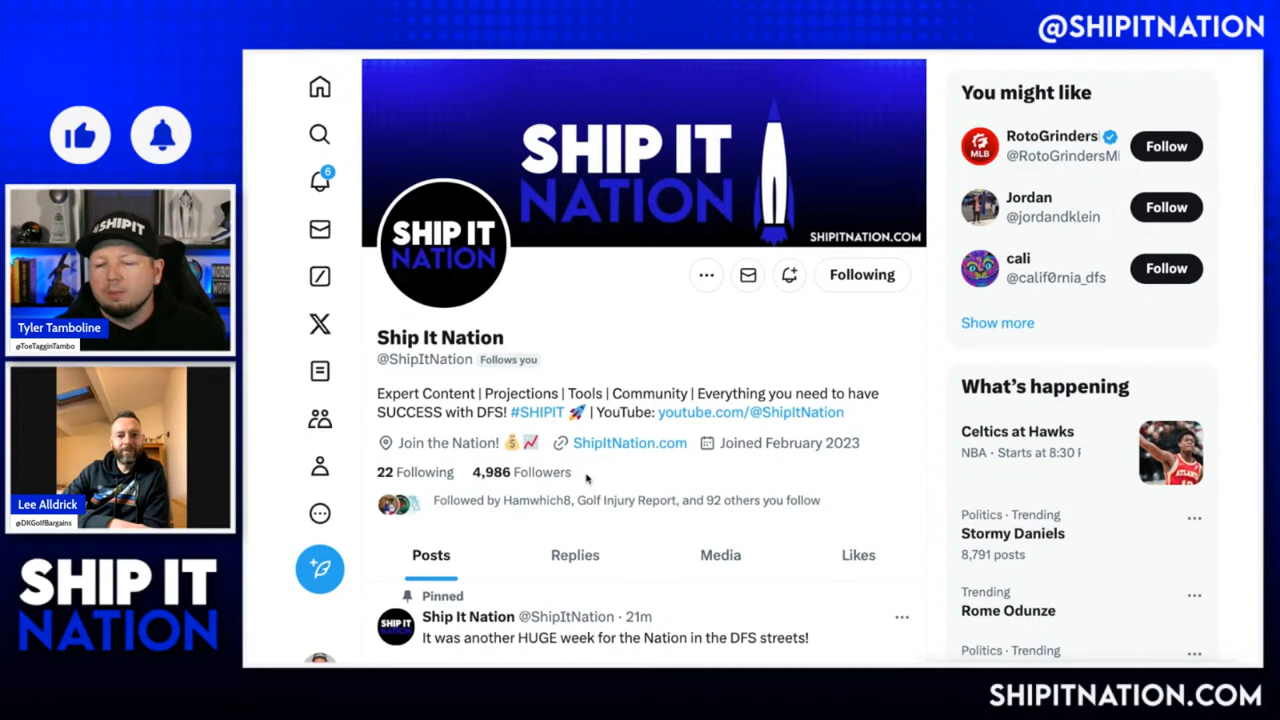 @SHIPITNATION
SHIP IT
NATION
SHIPITNATION.COM
SHIP IT
NATION
6
Following
Ship It Nation
@ShipItNation Follows you
Expert Content | Projections | Tools | Community | Everything you need to have
SUCCESS with DFS! #SHIPIT 🚀 | YouTube: youtube.com/@ShipItNation
Join the Nation! 💰📈 ShipItNation.com Joined February 2023
22 Following 4,986 Followers
Followed by Hamwhich8, Golf Injury Report, and 92 others you follow
Posts Replies Media Likes
Pinned
Ship It Nation @ShipItNation · 21m
It was another HUGE week for the Nation in the DFS streets!
You might like
MLB
RotoGrinders
@RotoGrindersM
Follow
Jordan
@jordandklein
Follow
cali
@calif0rnia_dfs
Follow
Show more
What's happening
Celtics at Hawks
NBA · Starts at 8:30 F
Politics · Trending
Stormy Daniels
8,791 posts
Trending
Rome Odunze
Politics · Trending
#SHIPIT
Tyler Tamboline
@ToeTagginTambo
Lee Alldrick
@DKGolfBargains
SHIP IT
NATION
SHIPITNATION.COM